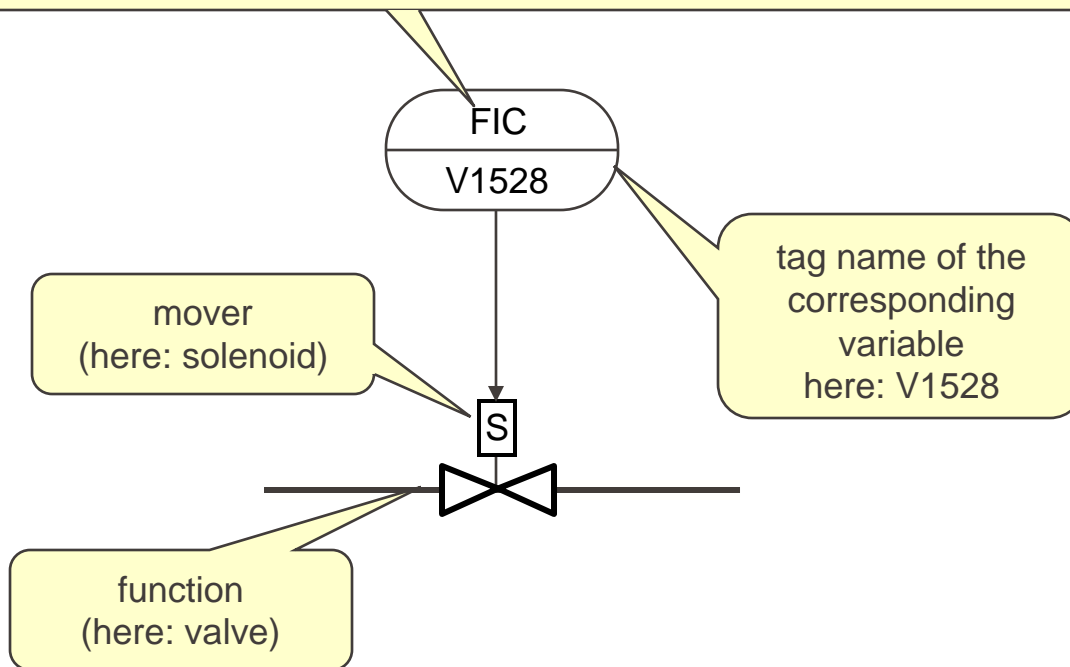 FIC
V1528
tag name of the
corresponding
variable
here: V1528
mover
(here: solenoid)
S
function
(here: valve)